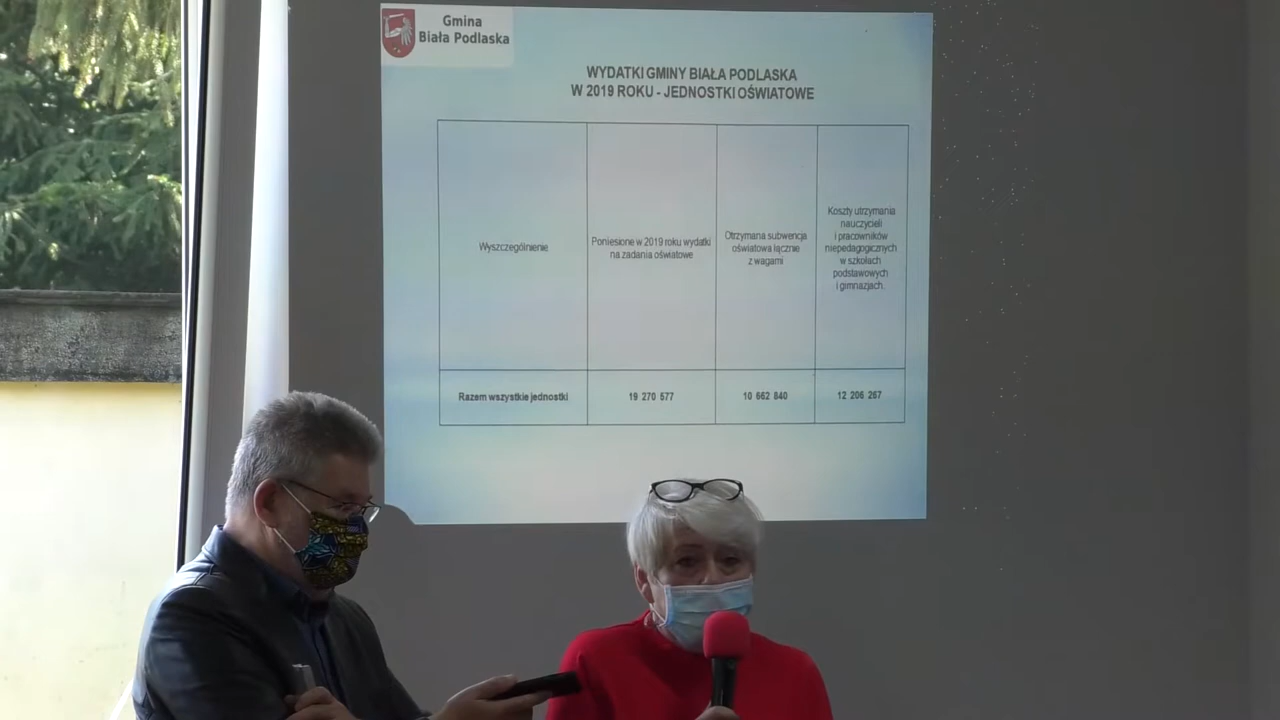 Gmina
Biała Podlaska
WYDATKI GMINY BIAŁA PODLASKA
W 2019 ROKU - JEDNOSTKI OŚWIATOWE
Wyszczególnienie
Poniesione w 2019 roku wydatki
na zadania oświatowe
Otrzymana subwencja
oświatowa łącznie
z wagami
Koszty utrzymania
nauczycieli
i pracowników
niepedagogicznych
w szkołach
podstawowych
i gimnazjach.
Razem wszystkie jednostki
19 270 577
10 662 840
12 206 267